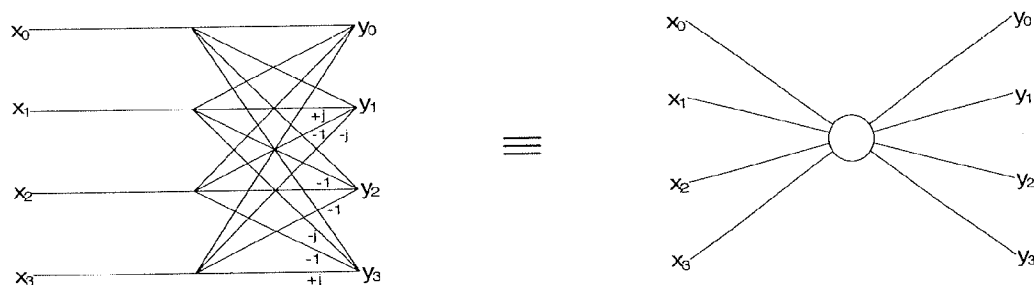 x0 y0 x0 y0
x1 y1 x1 y1
+j
-1 -j
≡
x2 -1 y2 x2 y2
-1
-j
-1
x3 +j y3 x3 y3